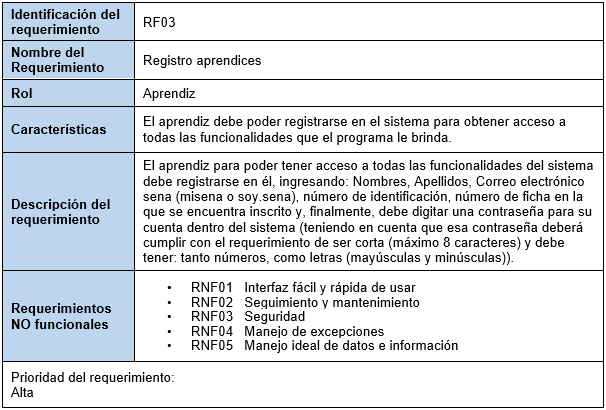 Identificación del
requerimiento
RF03
Nombre del
Requerimiento
Registro aprendices
Rol
Aprendiz
Características
El aprendiz debe poder registrarse en el sistema para obtener acceso a
todas las funcionalidades que el programa le brinda.
Descripción del
requerimiento
El aprendiz para poder tener acceso a todas las funcionalidades del sistema
debe registrarse en él, ingresando: Nombres, Apellidos, Correo electrónico
sena (misena o soy.sena), número de identificación, número de ficha en la
que se encuentra inscrito y, finalmente, debe digitar una contraseña para su
cuenta dentro del sistema (teniendo en cuenta que esa contraseña deberá
cumplir con el requerimiento de ser corta (máximo 8 caracteres) y debe
tener: tanto números, como letras (mayúsculas y minúsculas)).
Requerimientos
NO funcionales
• RNF01 Interfaz fácil y rápida de usar
• RNF02 Seguimiento y mantenimiento
• RNF03 Seguridad
• RNF04 Manejo de excepciones
• RNF05 Manejo ideal de datos e información
Prioridad del requerimiento:
Alta